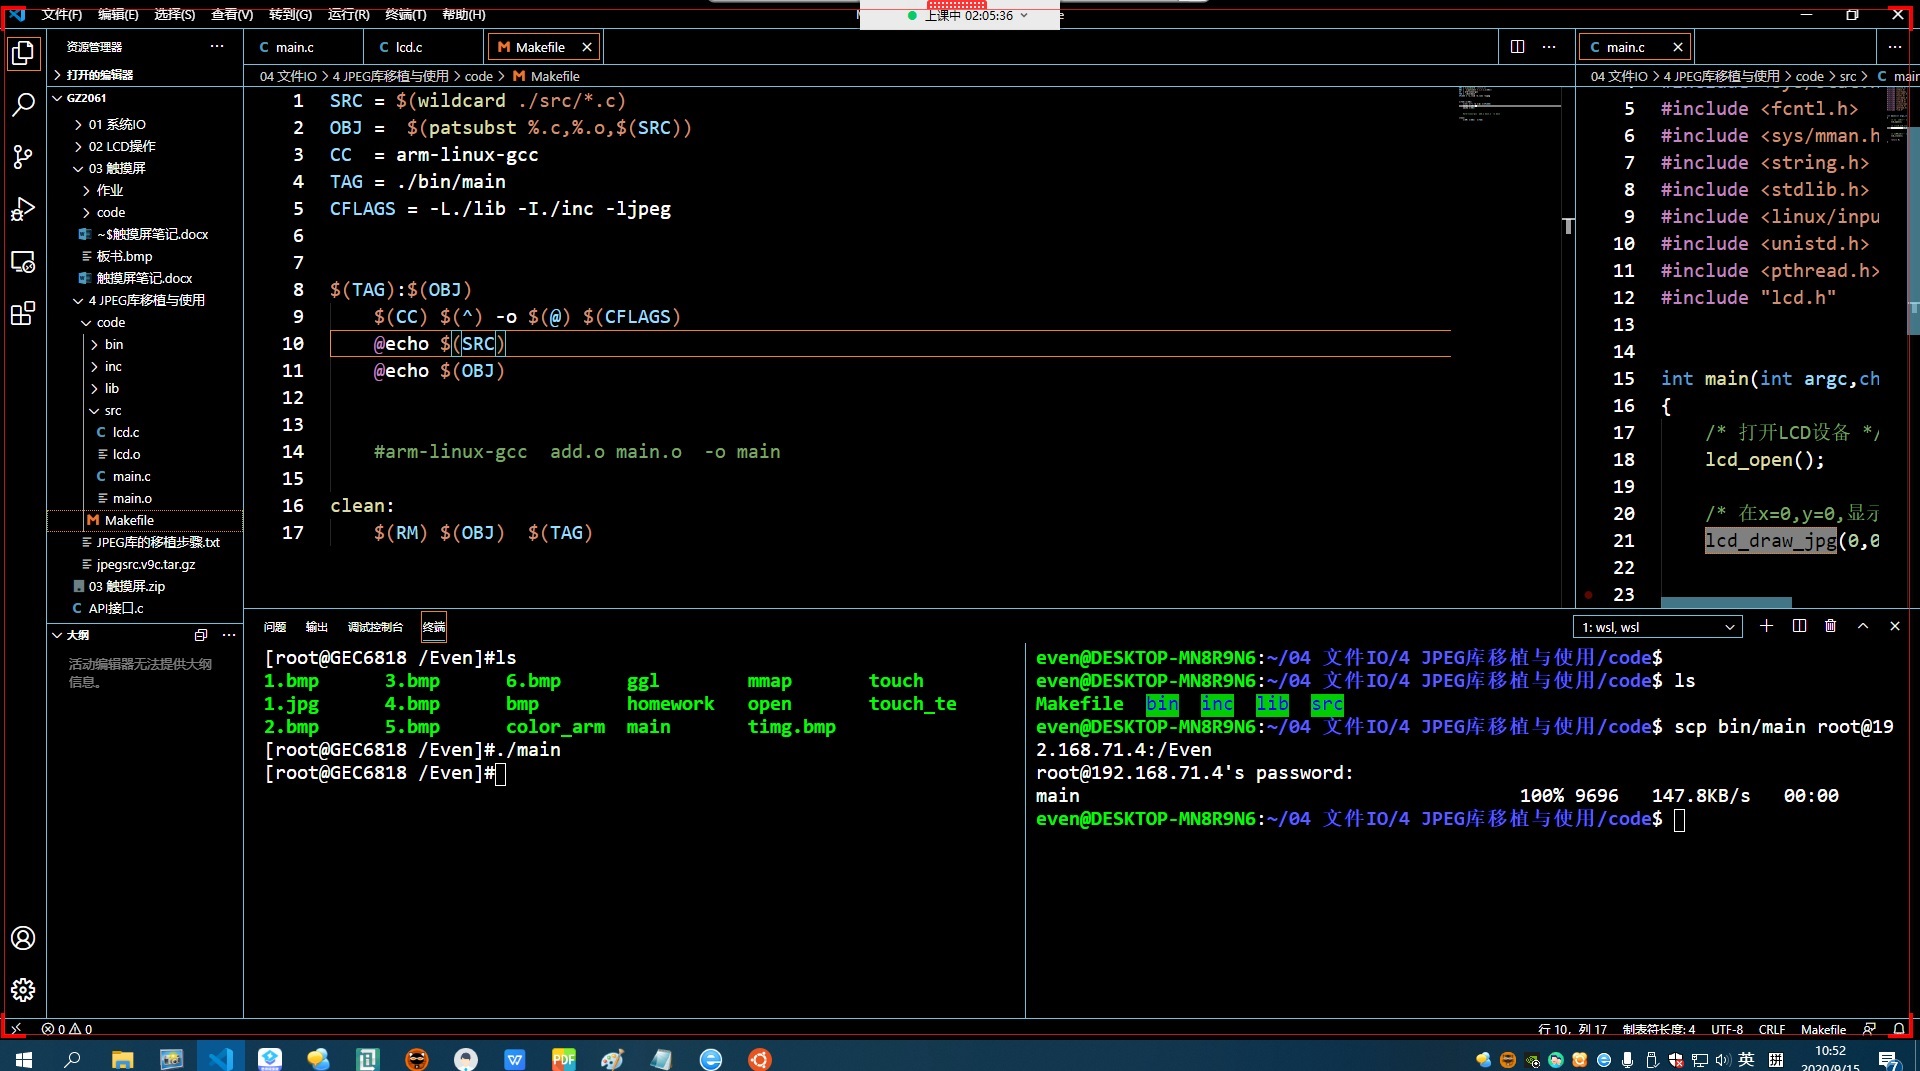 文件(F) 编辑(E) 选择(S) 查看(V) 转到(G) 运行(R) 终端(T) 帮助(H)
上课中 02:05:36
资源管理器
打开的编辑器
GZ2061
01 系统IO
02 LCD操作
03 触摸屏
作业
code
~$触摸屏笔记.docx
板书.bmp
触摸屏笔记.docx
4 JPEG库移植与使用
code
bin
inc
lib
src
lcd.c
lcd.o
main.c
main.o
Makefile
JPEG库的移植步骤.txt
jpegsrc.v9c.tar.gz
03 触摸屏.zip
API接口.c
大纲
活动编辑器无法提供大纲
信息。
main.c lcd.c Makefile
04 文件IO > 4 JPEG库移植与使用 > code > Makefile
1 SRC = $(wildcard ./src/*.c)
2 OBJ =  $(patsubst %.c,%.o,$(SRC))
3 CC  = arm-linux-gcc
4 TAG = ./bin/main
5 CFLAGS = -L./lib -I./inc -ljpeg
6
7
8 $(TAG):$(OBJ)
9     $(CC) $(^) -o $(@) $(CFLAGS)
10     @echo $(SRC)
11     @echo $(OBJ)
12
13
14     #arm-linux-gcc  add.o main.o  -o main
15
16 clean:
17     $(RM) $(OBJ)  $(TAG)
main.c
04 文件IO > 4 JPEG库移植与使用 > code > src > main
5 #include <fcntl.h>
6 #include <sys/mman.h
7 #include <string.h>
8 #include <stdlib.h>
9 #include <linux/inpu
10 #include <unistd.h>
11 #include <pthread.h>
12 #include "lcd.h"
13
14
15 int main(int argc,ch
16 {
17     /* 打开LCD设备 */
18     lcd_open();
19
20     /* 在x=0,y=0,显示
21     lcd_draw_jpg(0,0
22
23
问题 输出 调试控制台 终端
1: wsl, wsl
[root@GEC6818 /Even]#ls
1.bmp 3.bmp 6.bmp ggl mmap touch
1.jpg 4.bmp bmp homework open touch_te
2.bmp 5.bmp color_arm main timg.bmp
[root@GEC6818 /Even]#./main
[root@GEC6818 /Even]#
even@DESKTOP-MN8R9N6:~/04 文件IO/4 JPEG库移植与使用/code$
even@DESKTOP-MN8R9N6:~/04 文件IO/4 JPEG库移植与使用/code$ ls
Makefile bin inc lib src
even@DESKTOP-MN8R9N6:~/04 文件IO/4 JPEG库移植与使用/code$ scp bin/main root@19
2.168.71.4:/Even
root@192.168.71.4's password:
main 100% 9696 147.8KB/s 00:00
even@DESKTOP-MN8R9N6:~/04 文件IO/4 JPEG库移植与使用/code$
0 0
行 10，列 17 制表符长度: 4 UTF-8 CRLF Makefile
英
10:52
2020/9/15
7